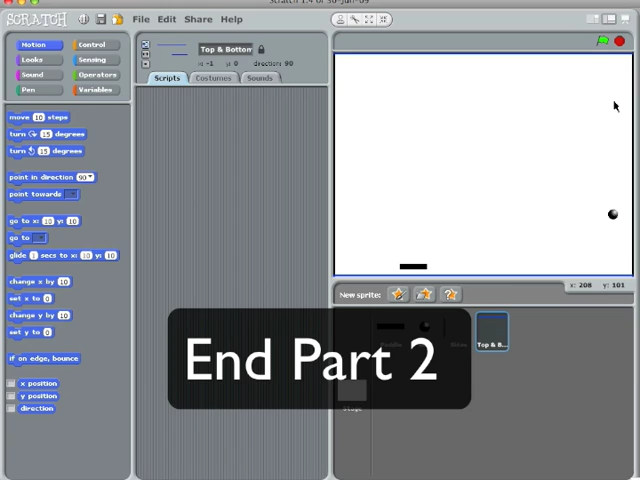 Scratch 1.4 of 30-Jun-09
SCRATCH
File Edit Share Help
Motion Control
Looks Sensing
Sound Operators
Pen Variables
Top & Bottom
x: -1 y: 0 direction: 90
Scripts Costumes Sounds
move 10 steps
turn 15 degrees
turn 15 degrees
point in direction 90
point towards
go to x: 10 y: 10
go to
glide 1 secs to x: 10 y: 10
change x by 10
set x to 0
change y by 10
set y to 0
if on edge, bounce
x position
y position
direction
x: 208 y: 101
New sprite:
Paddle Sides Top & B...
Stage
End Part 2